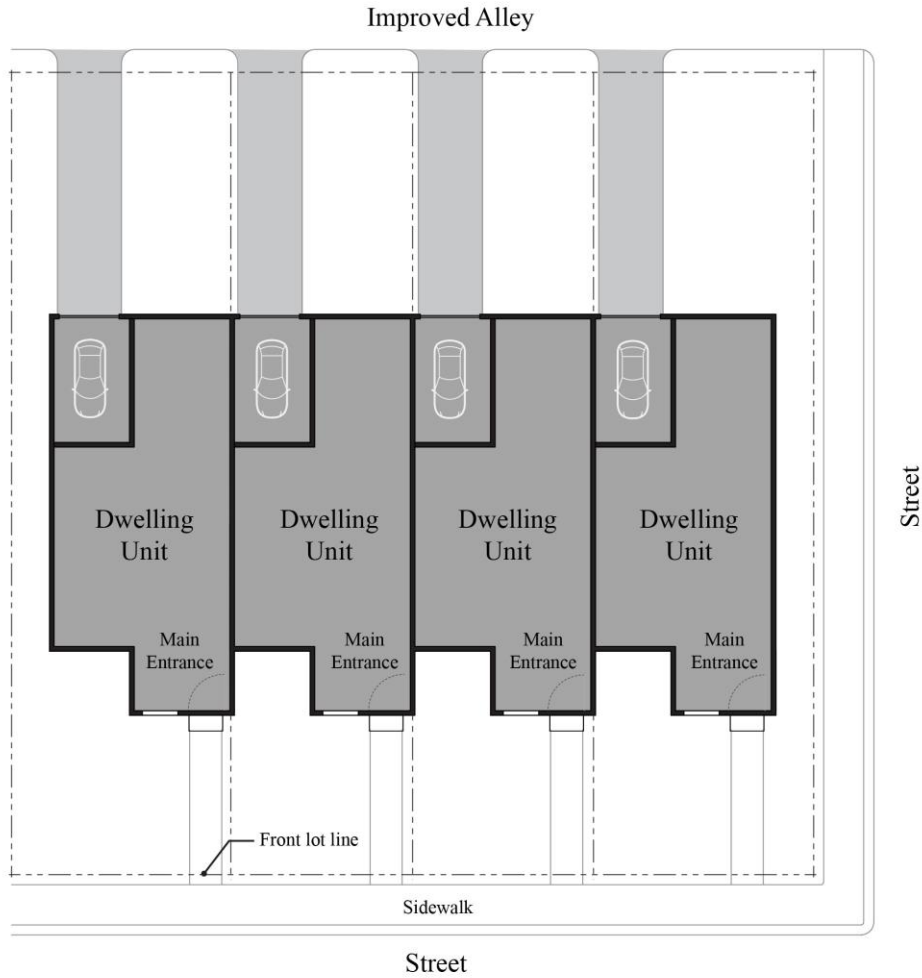 Improved Alley
Street
Dwelling
Unit
Dwelling
Unit
Dwelling
Unit
Dwelling
Unit
Main
Entrance
Main
Entrance
Main
Entrance
Main
Entrance
Front lot line
Sidewalk
Street